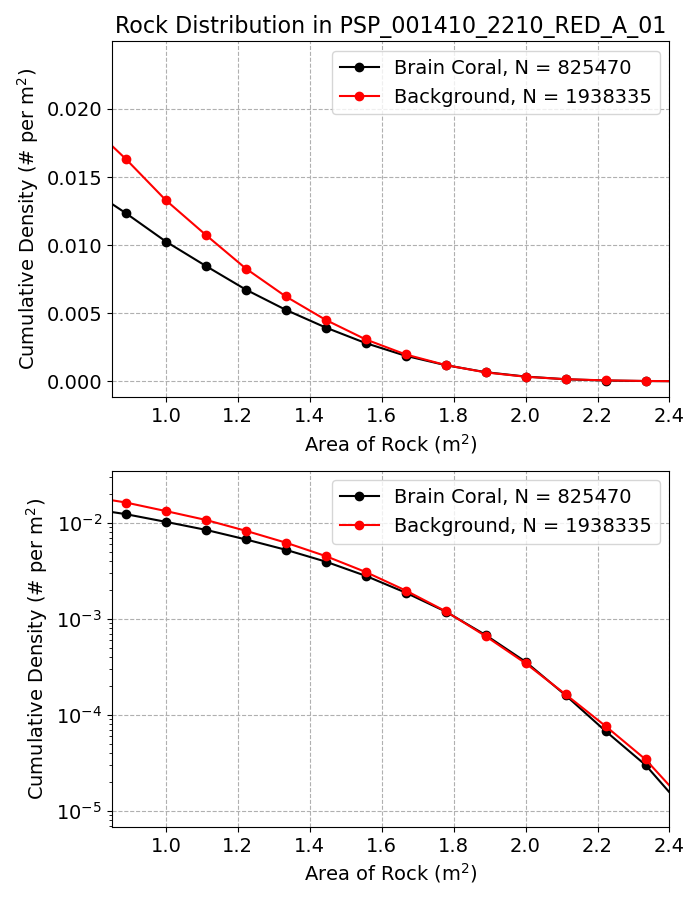 Rock Distribution in PSP_001410_2210_RED_A_01
Brain Coral, N = 825470
Background, N = 1938335
Cumulative Density (# per m²)
0.020
0.015
0.010
0.005
0.000
1.0 1.2 1.4 1.6 1.8 2.0 2.2 2.4
Area of Rock (m²)
Brain Coral, N = 825470
Background, N = 1938335
Cumulative Density (# per m²)
10⁻²
10⁻³
10⁻⁴
10⁻⁵
1.0 1.2 1.4 1.6 1.8 2.0 2.2 2.4
Area of Rock (m²)